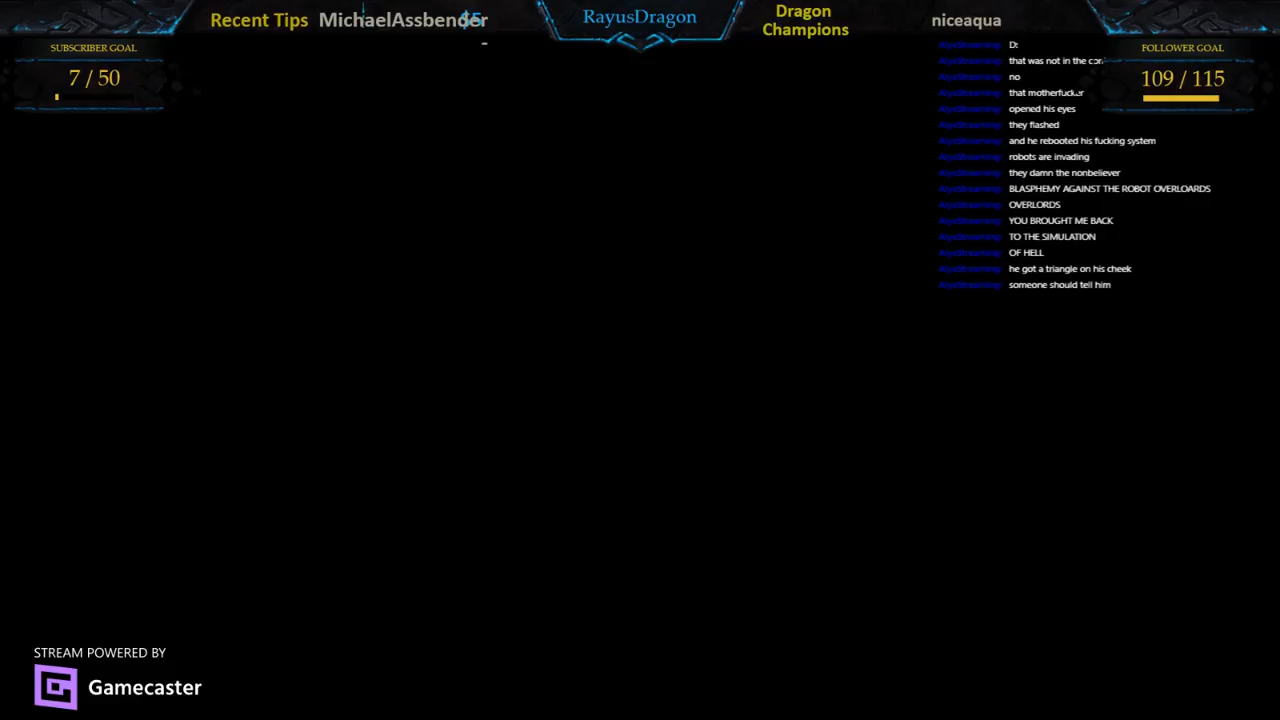 Recent Tips MichaelAssbender $5
-
RayusDragon
Dragon
Champions
niceaqua
SUBSCRIBER GOAL
7 / 50
FOLLOWER GOAL
109 / 115
D:
that was not in the
no
that motherfucker
opened his eyes
they flashed
and he rebooted his fucking system
robots are invading
they damn the nonbeliever
BLASPHEMY AGAINST THE ROBOT OVERLOARDS
OVERLORDS
YOU BROUGHT ME BACK
TO THE SIMULATION
OF HELL
he got a triangle on his cheek
someone should tell him
STREAM POWERED BY
Gamecaster